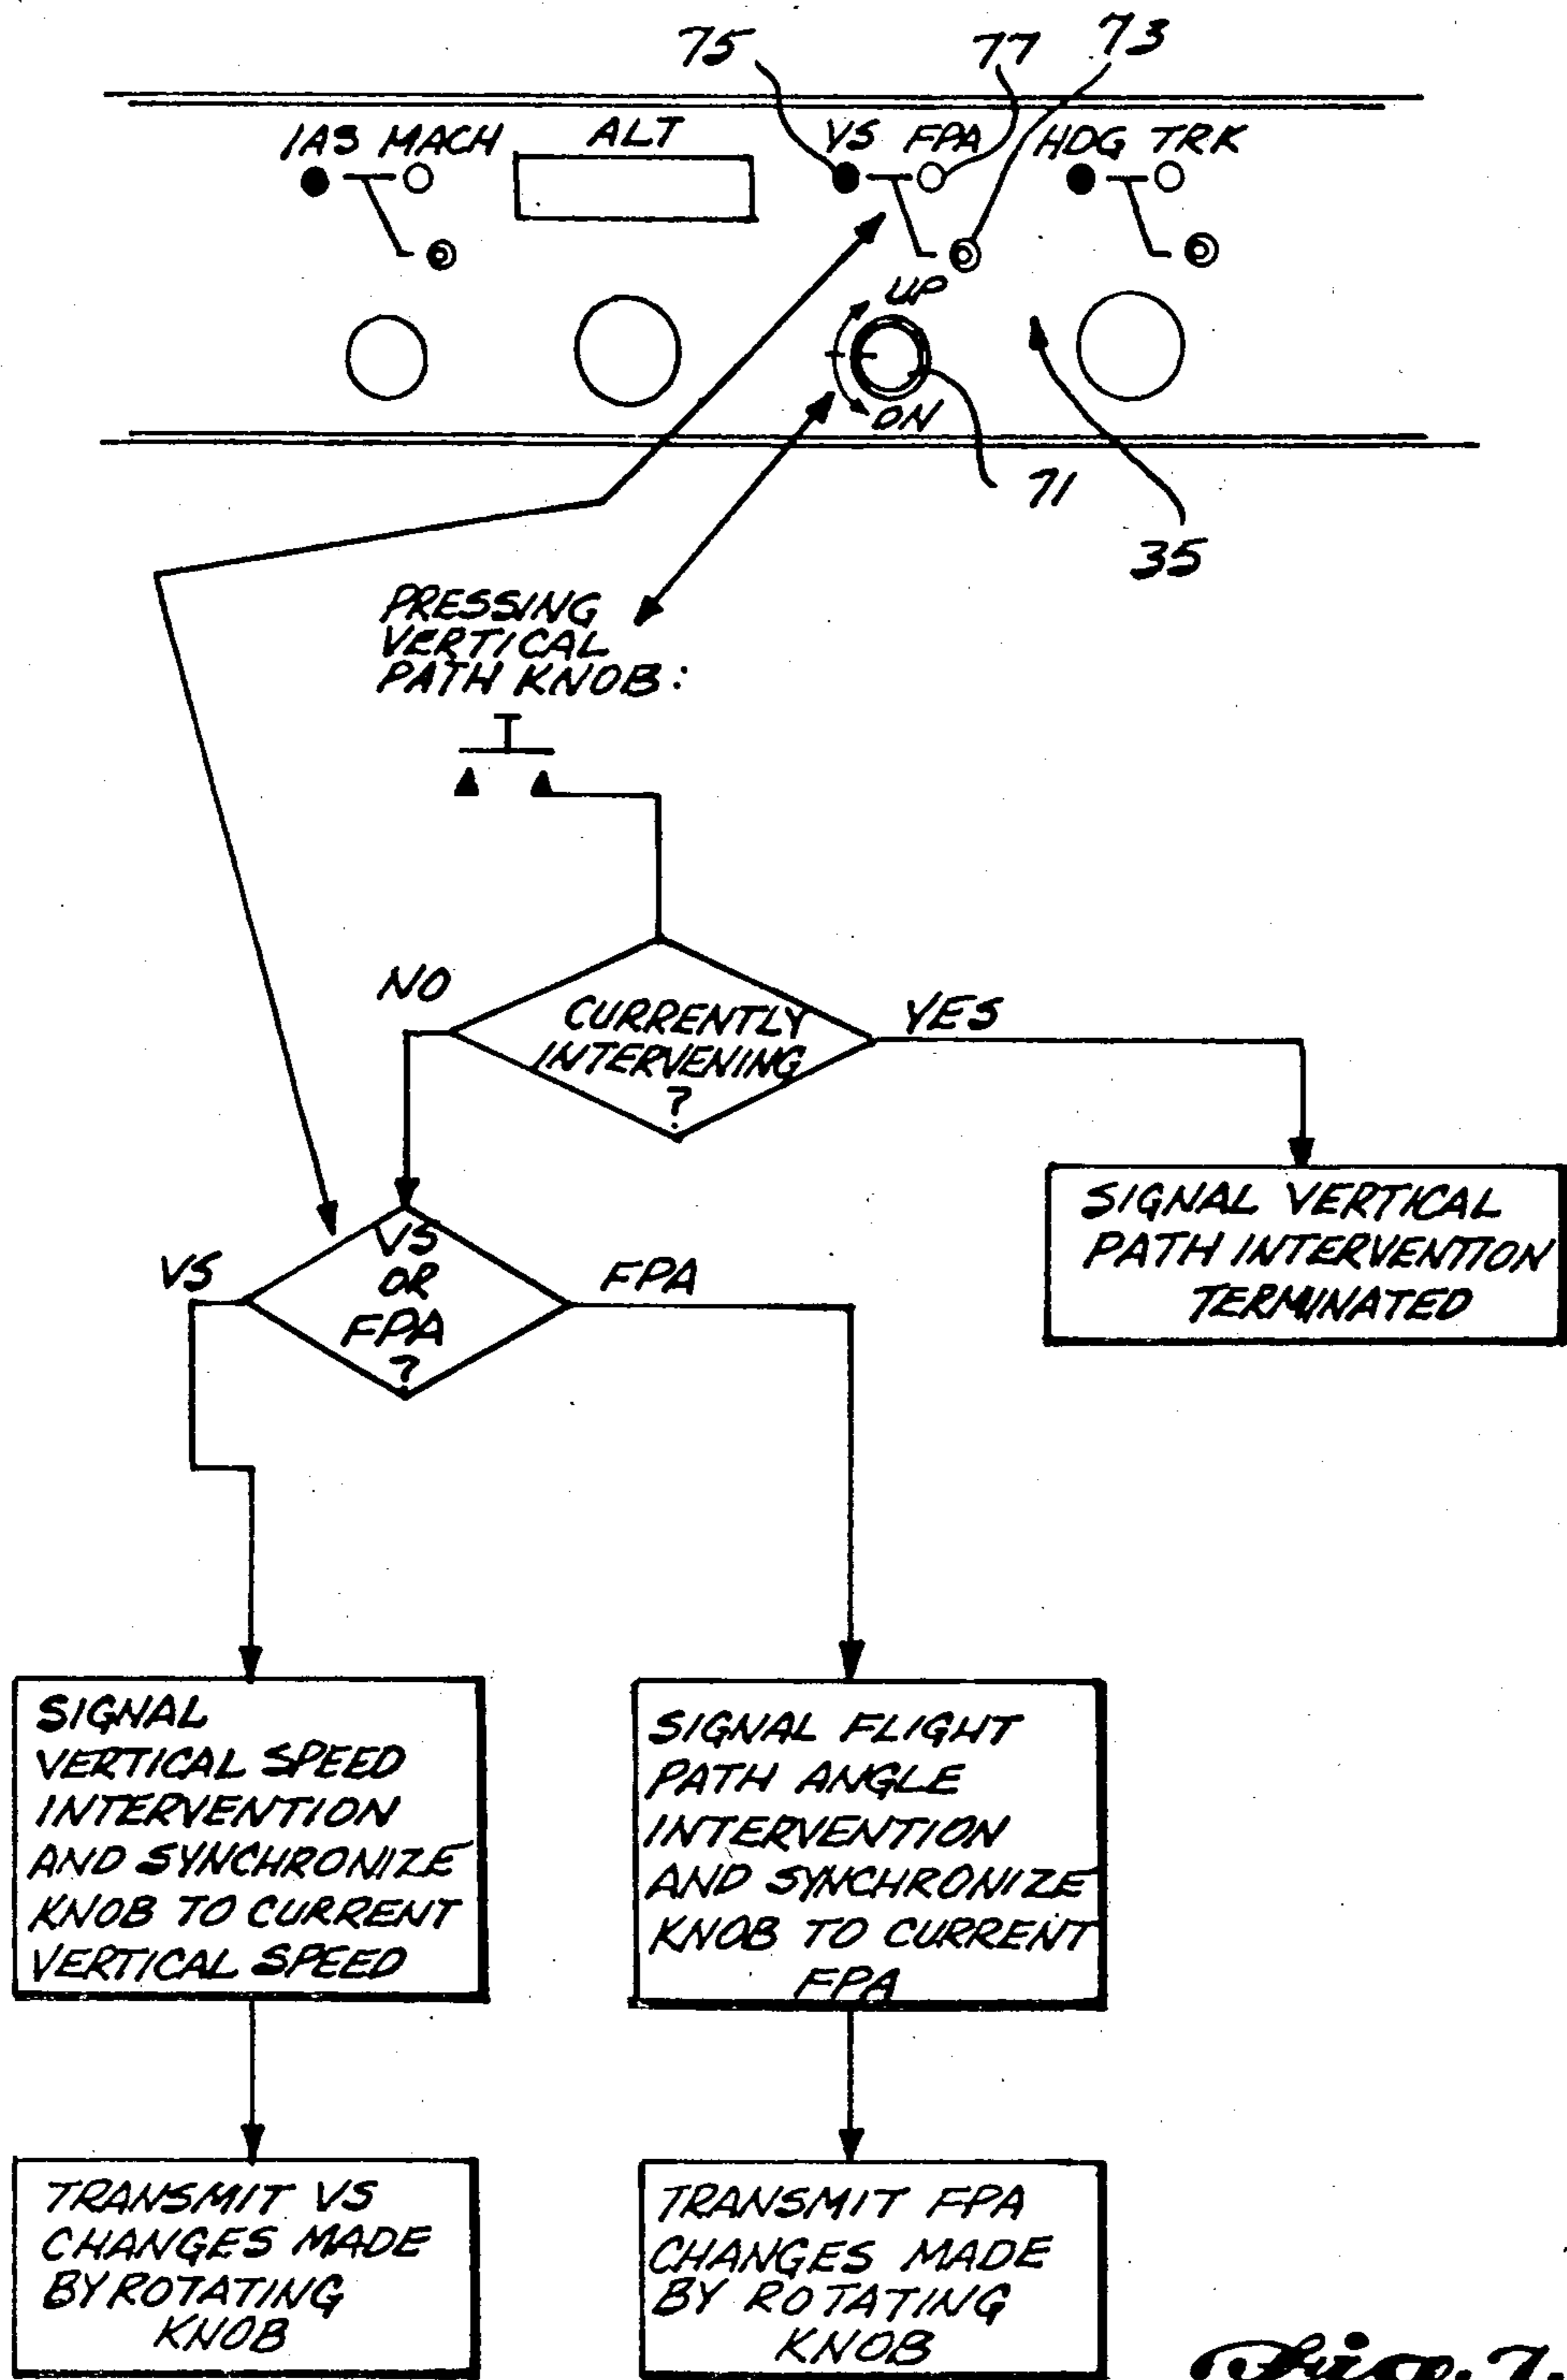 75 77 73
IAS MACH ALT VS FPA HDG TRK
UP
DN
71
35
PRESSING
VERTICAL
PATH KNOB:
NO
CURRENTLY
INTERVENING
?
YES
SIGNAL VERTICAL
PATH INTERVENTION
TERMINATED
VS
VS
OR
FPA
?
FPA
SIGNAL
VERTICAL SPEED
INTERVENTION
AND SYNCHRONIZE
KNOB TO CURRENT
VERTICAL SPEED
SIGNAL FLIGHT
PATH ANGLE
INTERVENTION
AND SYNCHRONIZE
KNOB TO CURRENT
FPA
TRANSMIT VS
CHANGES MADE
BY ROTATING
KNOB
TRANSMIT FPA
CHANGES MADE
BY ROTATING
KNOB
Fig. 7.